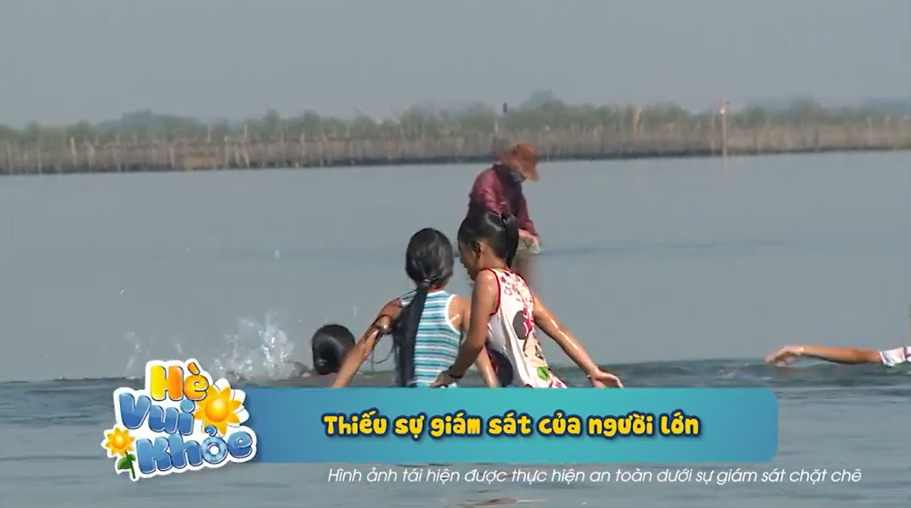 Hè
Vui
Khỏe
Thiếu sự giám sát của người lớn
Hình ảnh tái hiện được thực hiện an toàn dưới sự giám sát chặt chẽ